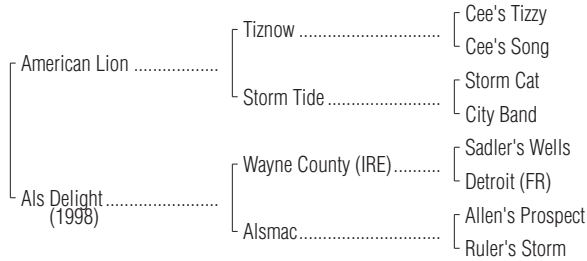 Cee's Tizzy
Tiznow ..............................
Cee's Song
American Lion ..................
Storm Cat
Storm Tide ........................
City Band
Sadler's Wells
Wayne County (IRE)..........
Detroit (FR)
Als Delight........................
(1998)
Allen's Prospect
Alsmac..............................
Ruler's Storm